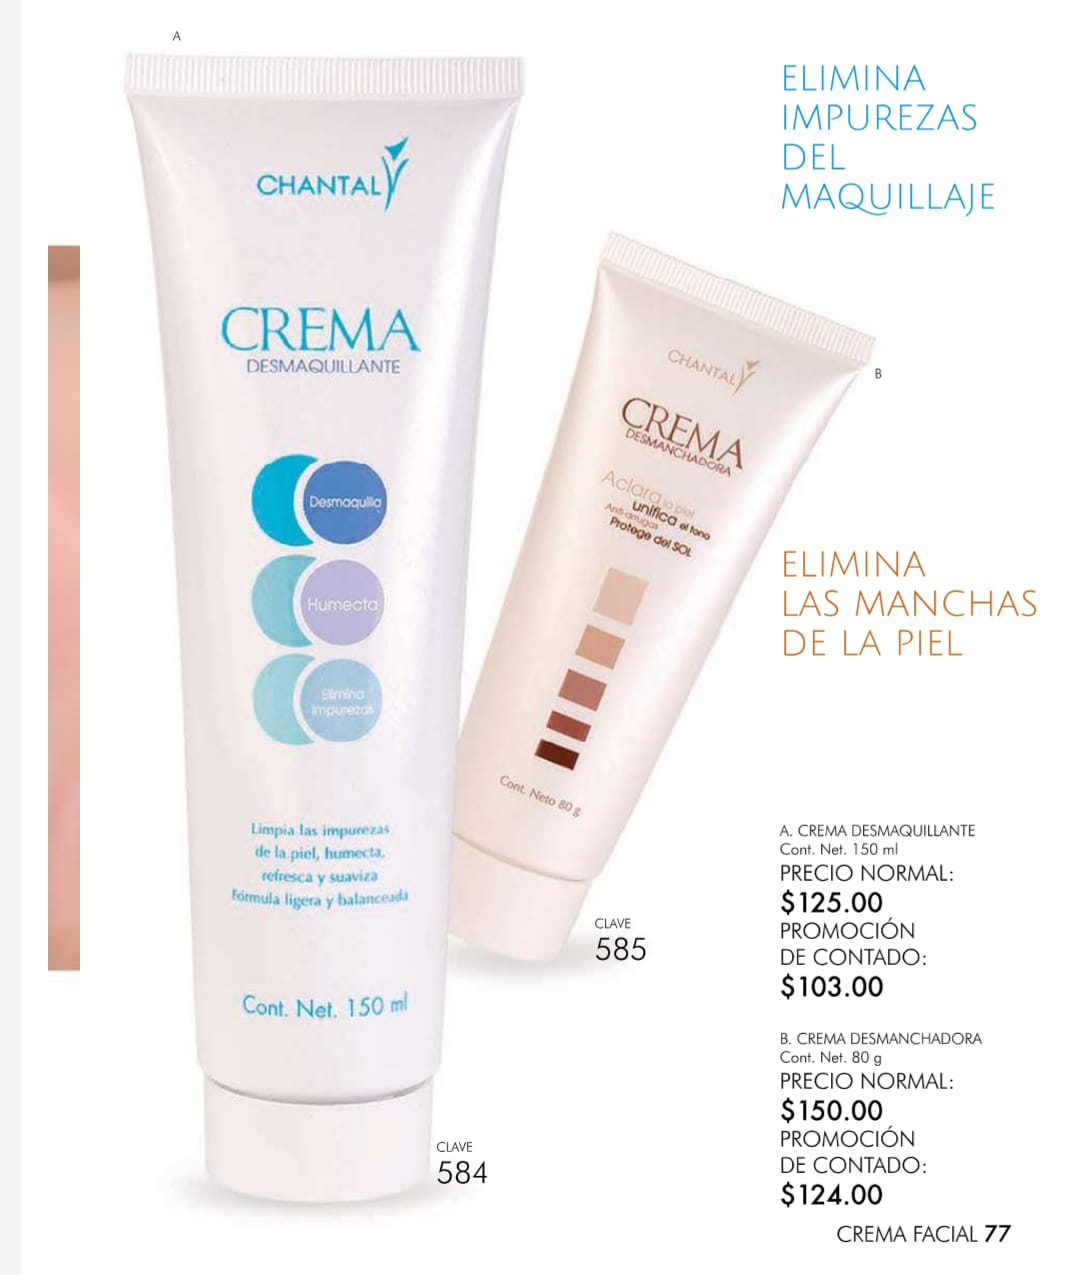 A
CHANTAL
CREMA
DESMAQUILLANTE
Desmaquilla
Humecta
Elimina
Impurezas
Limpia las impurezas
de la piel, humecta,
refresca y suaviza
Fórmula ligera y balanceada
Cont. Net. 150 ml
CLAVE
584
B
CHANTAL
CREMA
DESMANCHADORA
Aclara la piel
unifica el tono
Anti-arrugas
Protege del SOL
Cont. Neto 80 g
CLAVE
585
ELIMINA
IMPUREZAS
DEL
MAQUILLAJE
ELIMINA
LAS MANCHAS
DE LA PIEL
A. CREMA DESMAQUILLANTE
Cont. Net. 150 ml
PRECIO NORMAL:
$125.00
PROMOCIÓN
DE CONTADO:
$103.00
B. CREMA DESMANCHADORA
Cont. Net. 80 g
PRECIO NORMAL:
$150.00
PROMOCIÓN
DE CONTADO:
$124.00
CREMA FACIAL 77